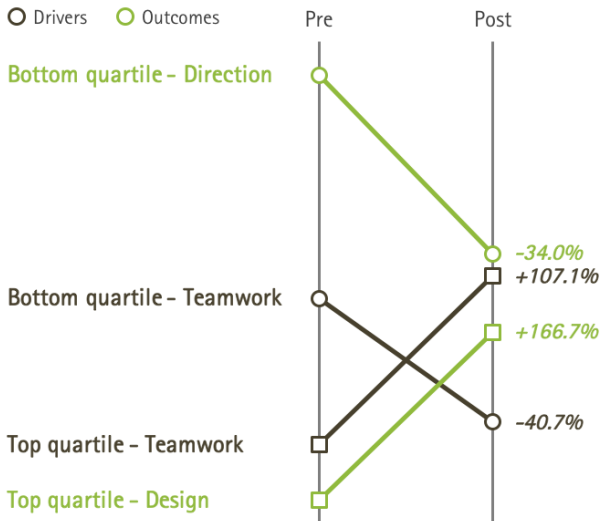 Drivers Outcomes Pre Post
Bottom quartile - Direction
-34.0%
+107.1%
Bottom quartile - Teamwork
+166.7%
-40.7%
Top quartile - Teamwork
Top quartile - Design